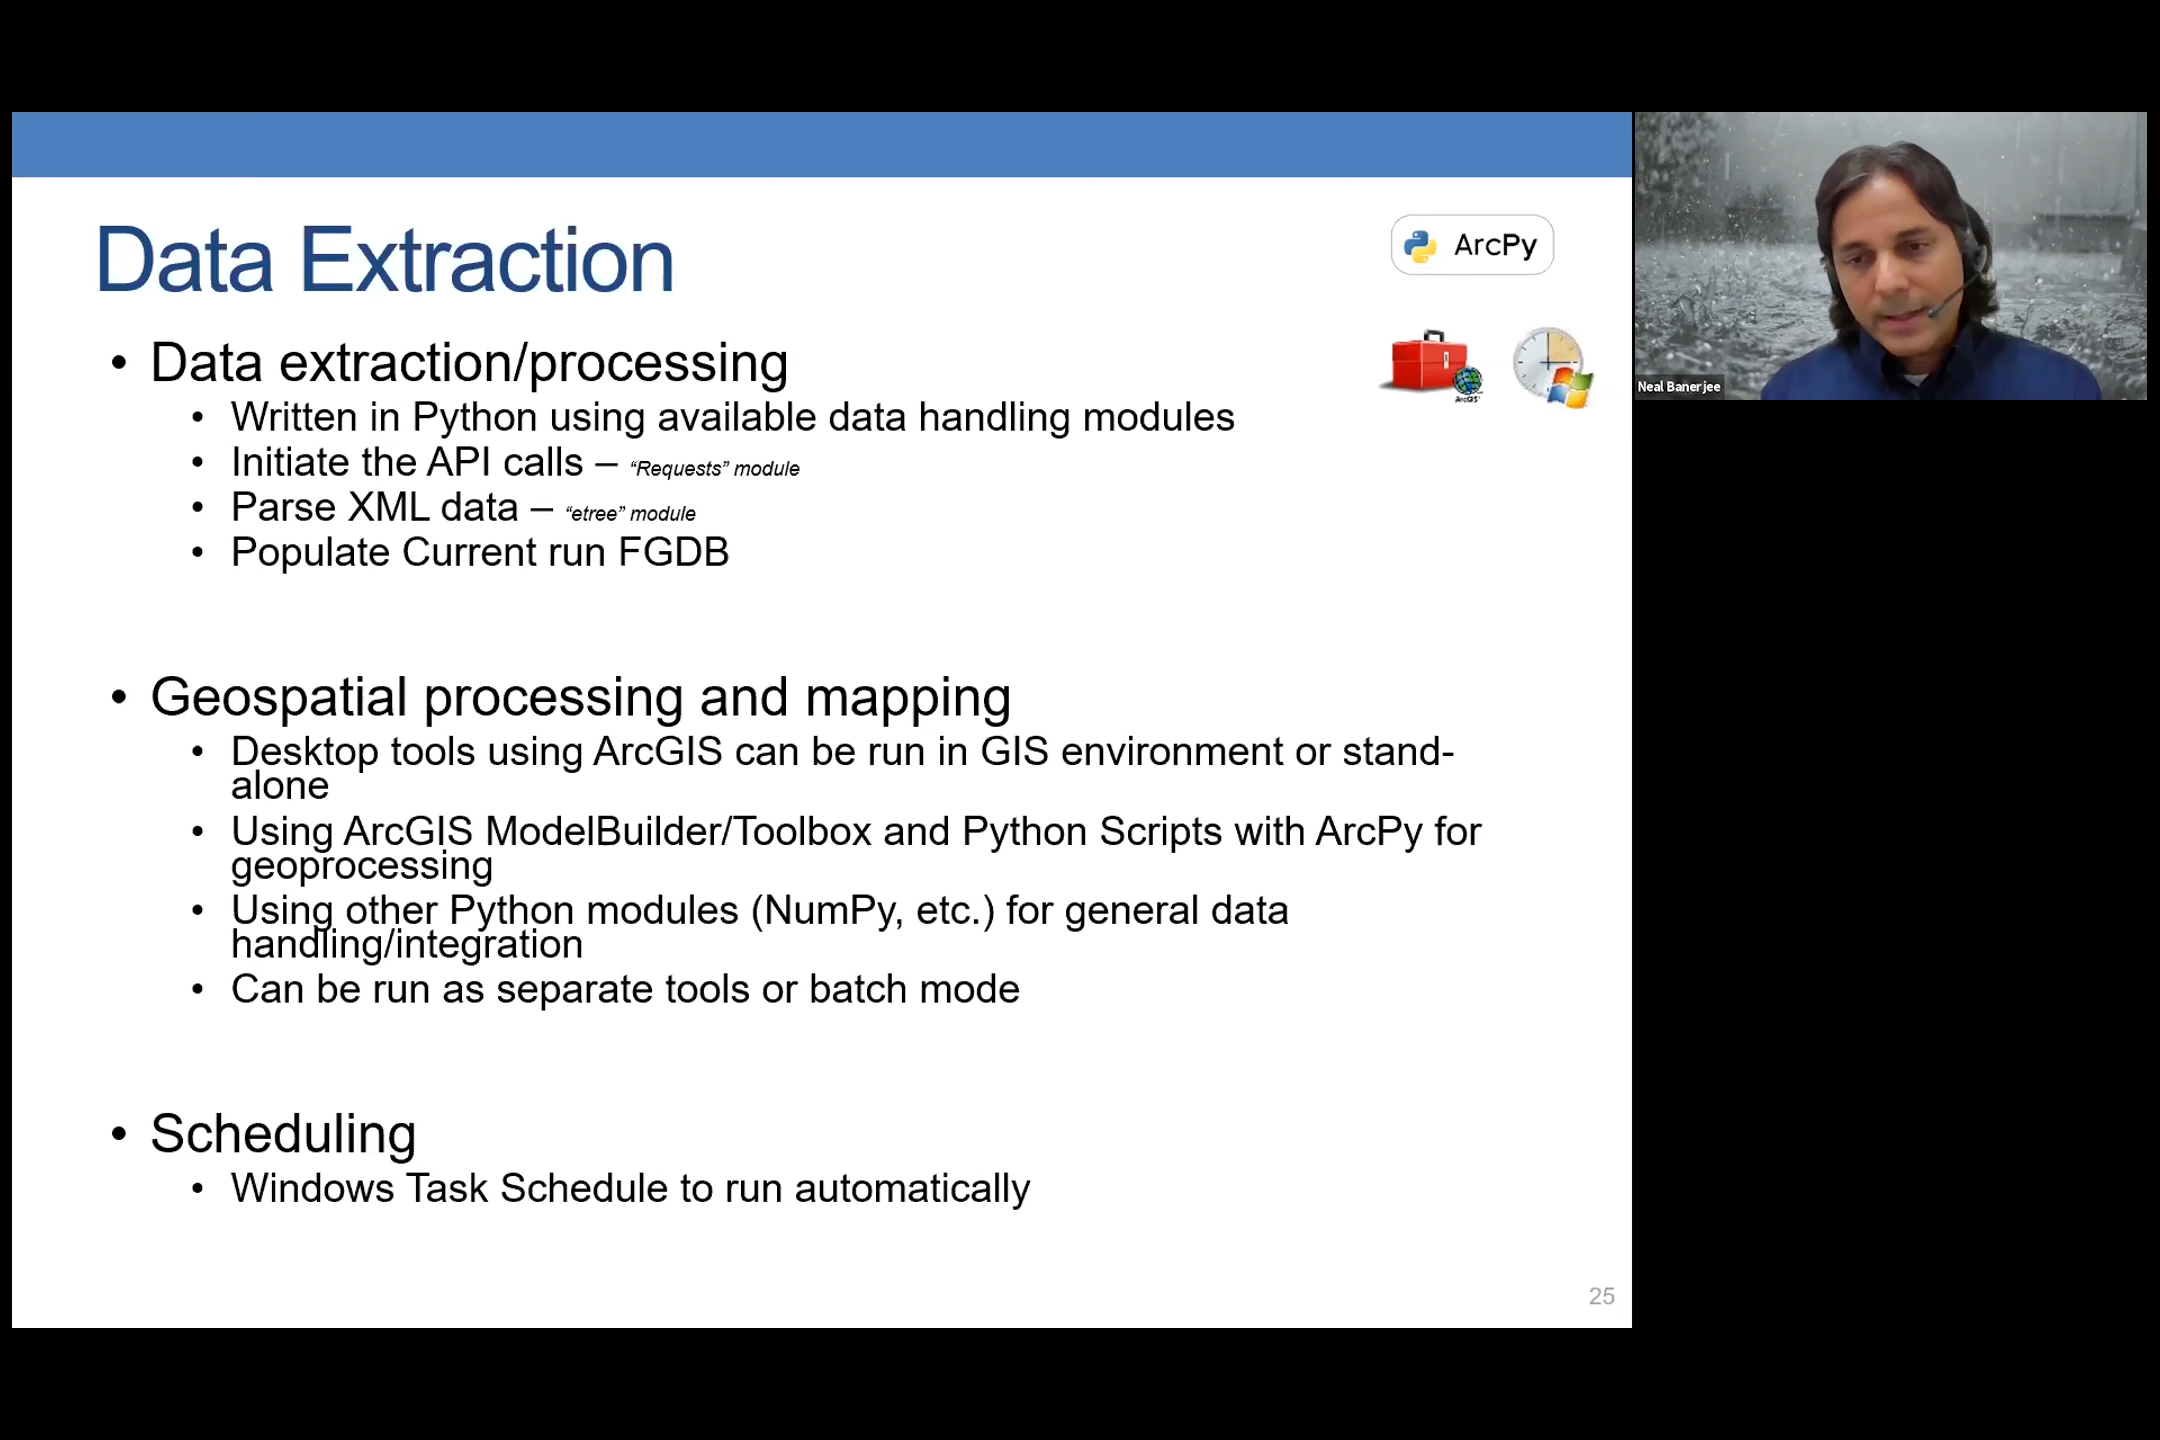 Data Extraction
ArcPy
ArcGIS
• Data extraction/processing
• Written in Python using available data handling modules
• Initiate the API calls – “Requests” module
• Parse XML data – “etree” module
• Populate Current run FGDB
• Geospatial processing and mapping
• Desktop tools using ArcGIS can be run in GIS environment or stand-
alone
• Using ArcGIS ModelBuilder/Toolbox and Python Scripts with ArcPy for
geoprocessing
• Using other Python modules (NumPy, etc.) for general data
handling/integration
• Can be run as separate tools or batch mode
• Scheduling
• Windows Task Schedule to run automatically
25
Neal Banerjee